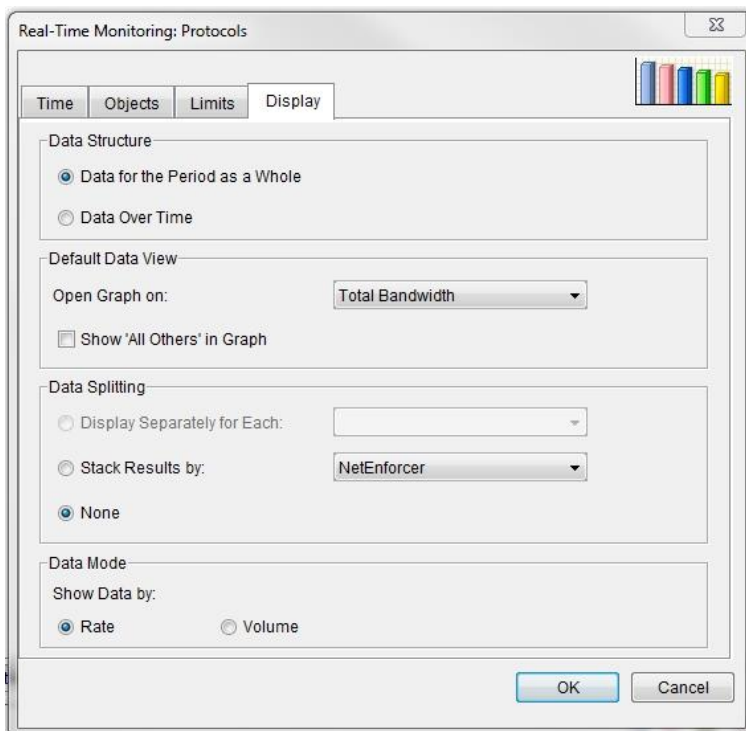 Real-Time Monitoring: Protocols
Time Objects Limits Display
Data Structure
Data for the Period as a Whole
Data Over Time
Default Data View
Open Graph on: Total Bandwidth
Show 'All Others' in Graph
Data Splitting
Display Separately for Each:
Stack Results by: NetEnforcer
None
Data Mode
Show Data by:
Rate Volume
OK Cancel